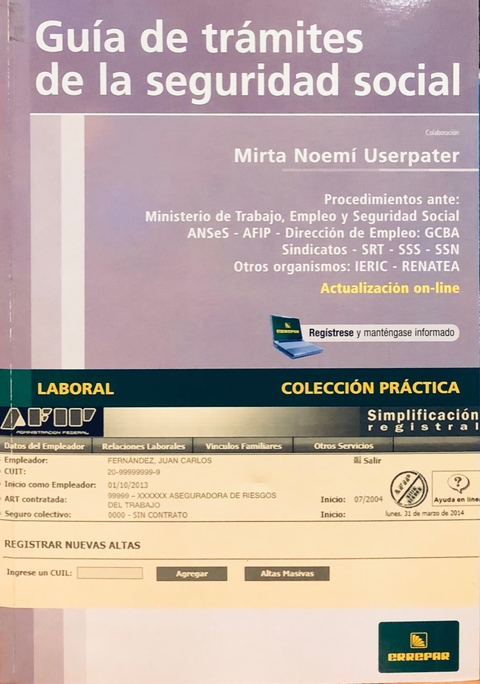 Guía de trámites
de la seguridad social
Colaboración
Mirta Noemí Userpater
Procedimientos ante:
Ministerio de Trabajo, Empleo y Seguridad Social
ANSeS - AFIP - Dirección de Empleo: GCBA
Sindicatos - SRT - SSS - SSN
Otros organismos: IERIC - RENATEA
Actualización on-line
ERREPAR
Regístrese y manténgase informado
LABORAL
COLECCIÓN PRÁCTICA
AFIP
ADMINISTRACION FEDERAL
Simplificación
registral
Datos del Empleador Relaciones Laborales Vínculos Familiares Otros Servicios
Empleador: FERNÁNDEZ, JUAN CARLOS Salir
CUIT: 20-99999999-9
Inicio como Empleador: 01/10/2013
ART contratada: 99999 - XXXXXX ASEGURADORA DE RIESGOS Inicio: 07/2004
DEL TRABAJO
Ayuda en líne
Seguro colectivo: 0000 - SIN CONTRATO Inicio: lunes, 31 de marzo de 2014
REGISTRAR NUEVAS ALTAS
Ingrese un CUIL: Agregar Altas Masivas
ERREPAR